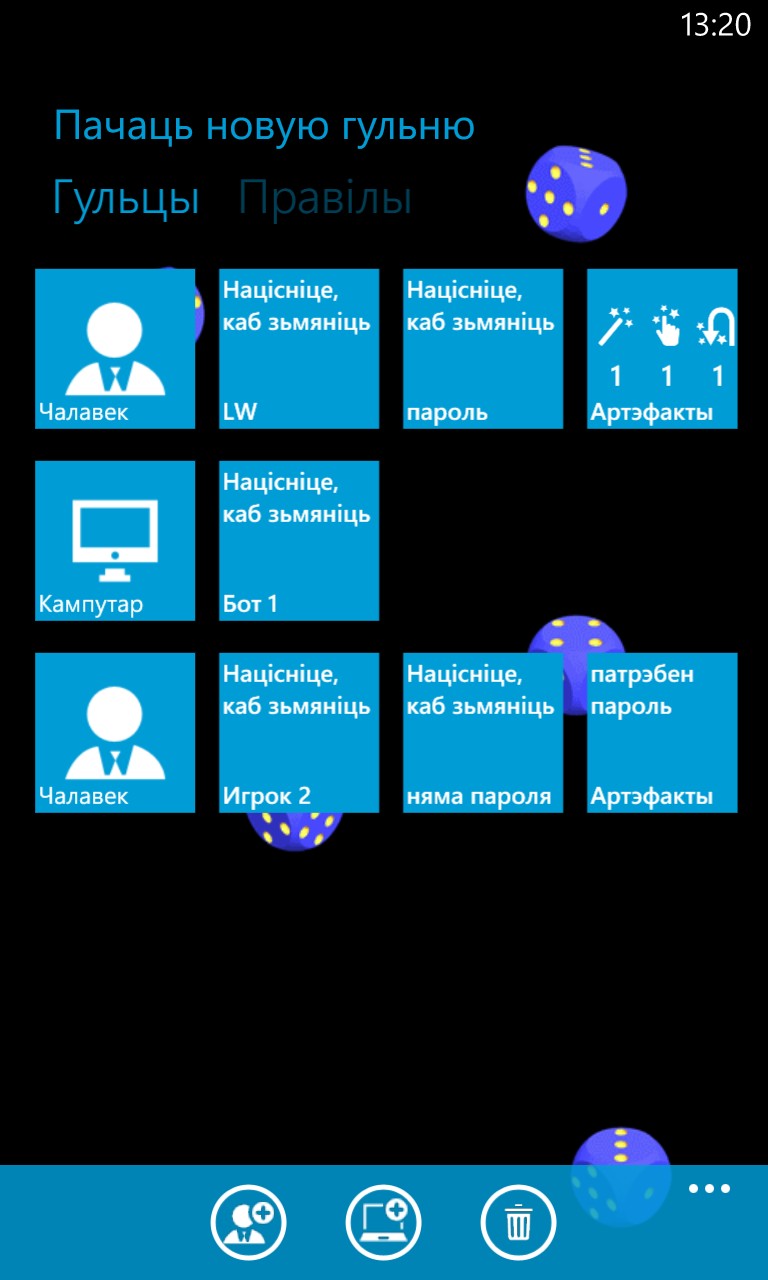 13:20
Пачаць новую гульню
Гульцы Правілы
Націсніце,
каб зьмяніць
Націсніце,
каб зьмяніць
1 1 1
Чалавек
LW
пароль
Артэфакты
Націсніце,
каб зьмяніць
Кампутар
Бот 1
Націсніце,
каб зьмяніць
Націсніце,
каб зьмяніць
патрэбен
пароль
Чалавек
Игрок 2
няма пароля
Артэфакты